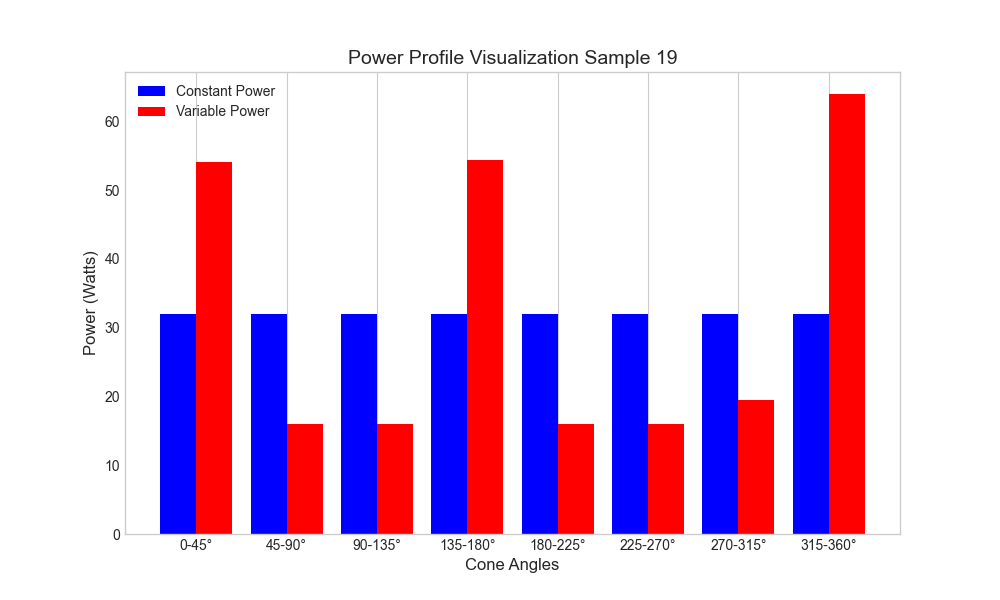 Power Profile Visualization Sample 19
Constant Power
Variable Power
Power (Watts)
60
50
40
30
20
10
0
0-45° 45-90° 90-135° 135-180° 180-225° 225-270° 270-315° 315-360°
Cone Angles